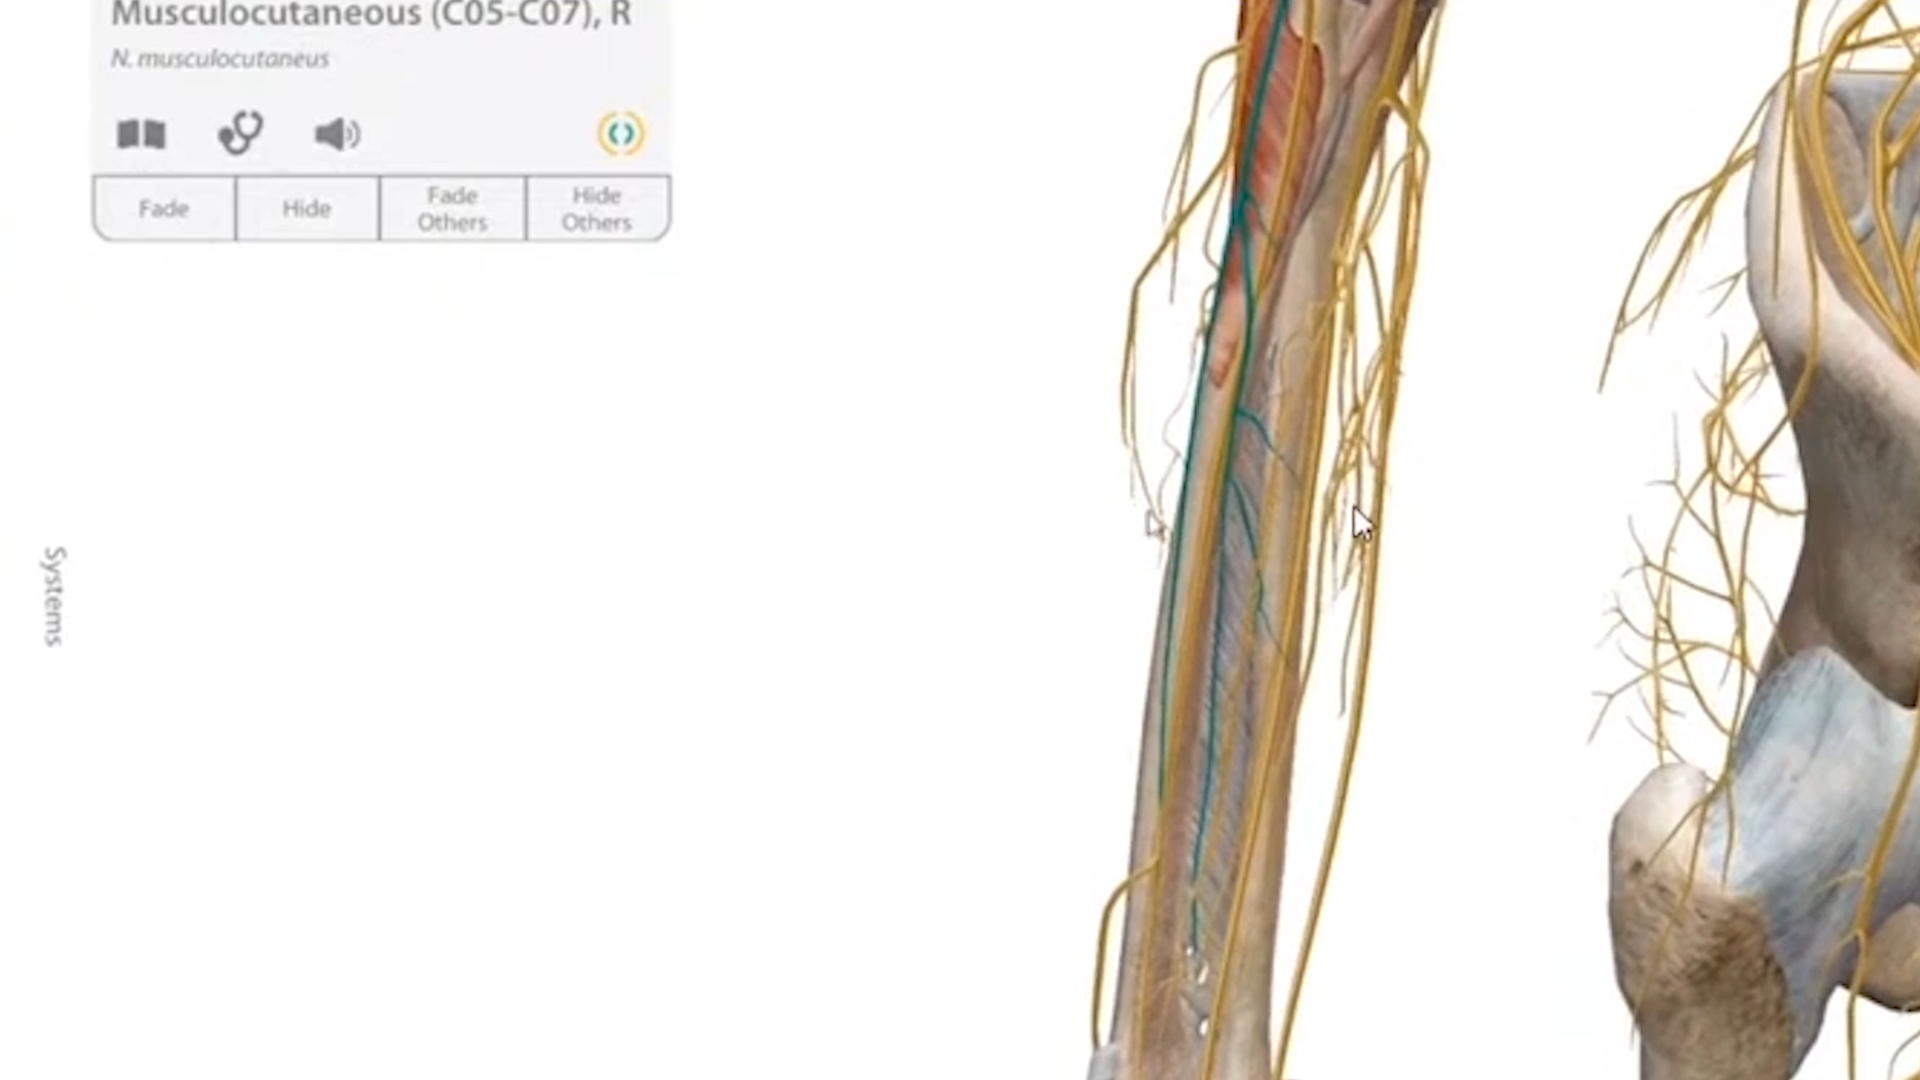 Musculocutaneous (C05-C07), R
N. musculocutaneus
Fade
Hide
Fade
Others
Hide
Others
Systems